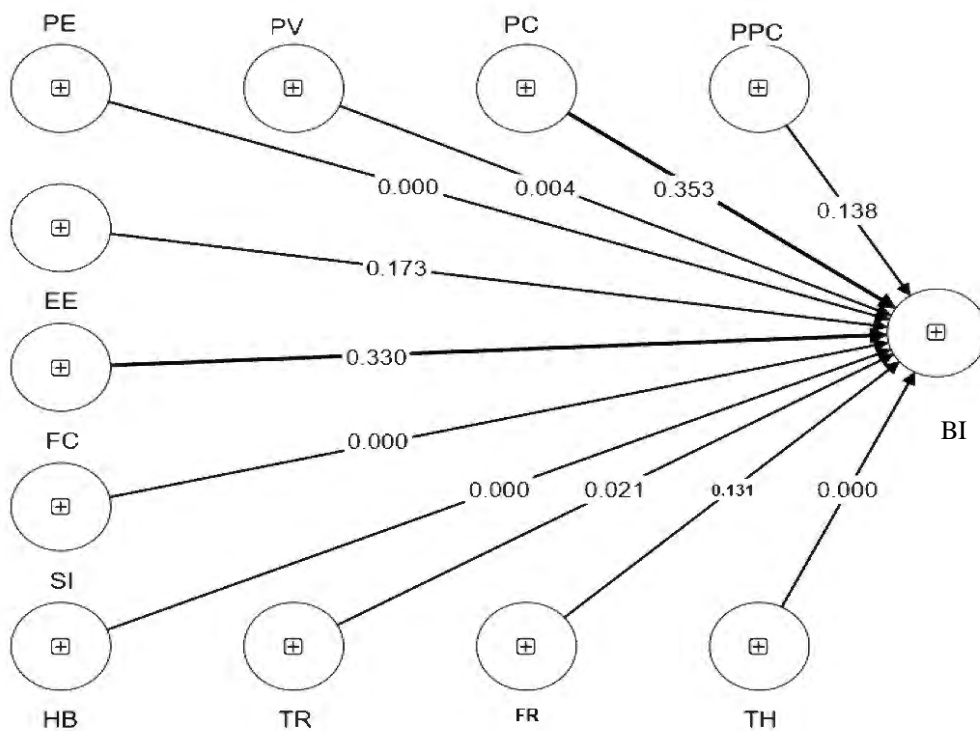 PE
PV
PC
PPC
0.000
0.004
0.353
0.138
0.173
EE
0.330
BI
FC
0.000
0.000
0.021
0.131
0.000
SI
HB
TR
FR
TH